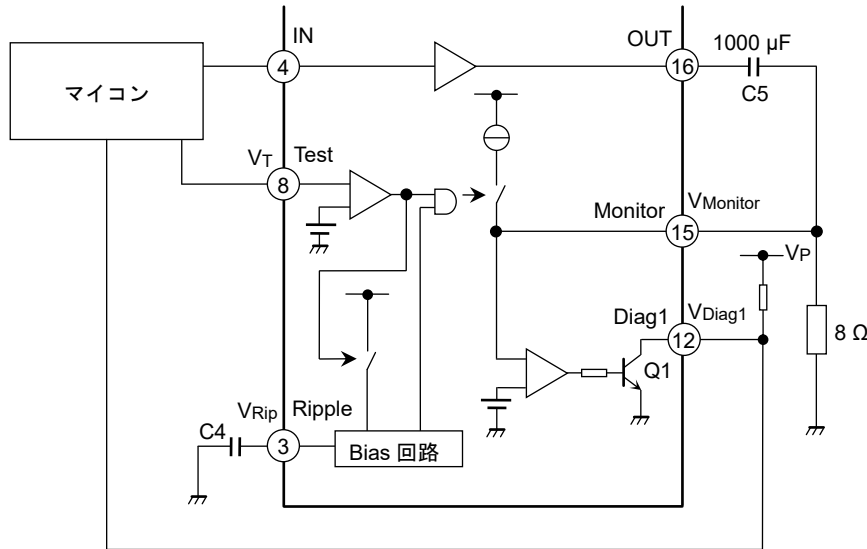 IN
OUT
1000 µF
4
16
C5
マイコン
VT
Test
8
Monitor
VMonitor
15
VP
Diag1
VDiag1
12
8 Ω
Q1
VRip
Ripple
C4
3
Bias 回路